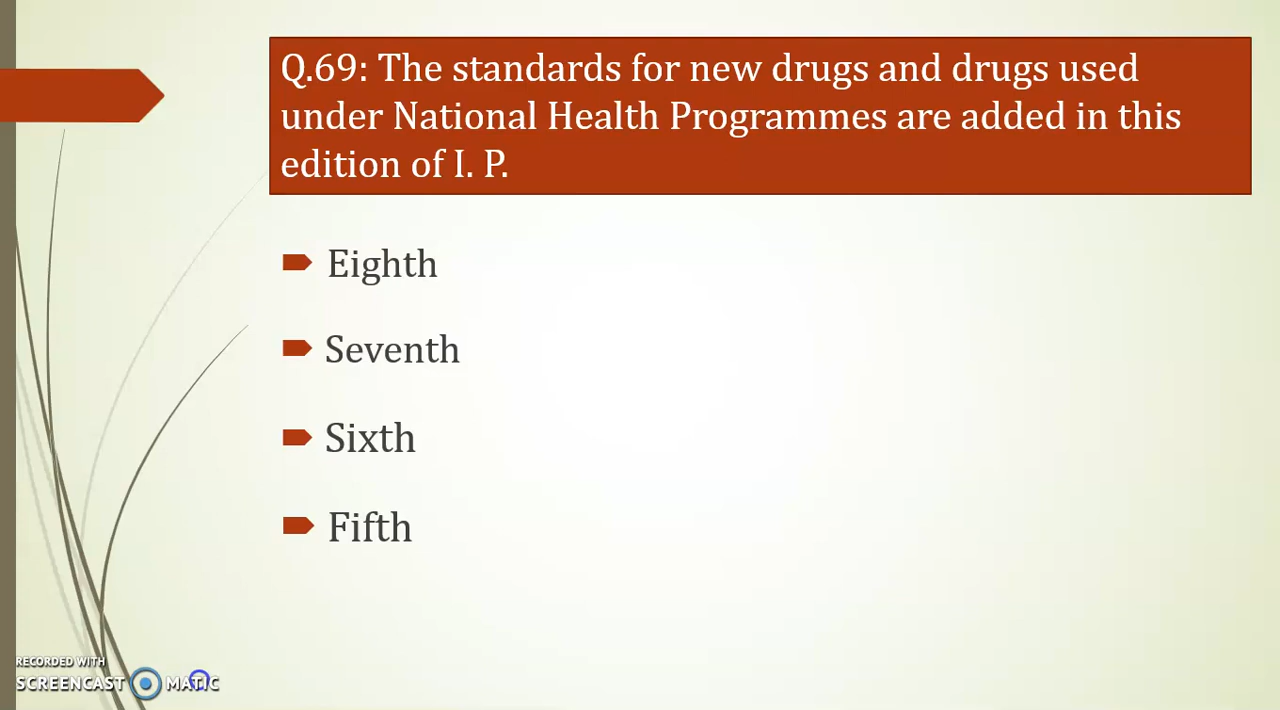 Q.69: The standards for new drugs and drugs used
under National Health Programmes are added in this
edition of I. P.
Eighth
Seventh
Sixth
Fifth
RECORDED WITH
SCREENCAST MATIC